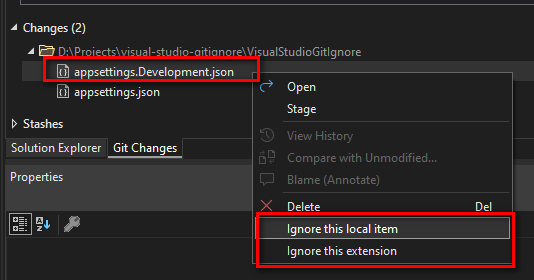 Changes (2)
D:\Projects\visual-studio-gitignore\VisualStudioGitIgnore
appsettings.Development.json
appsettings.json
Stashes
Solution Explorer
Git Changes
Properties
Open
Stage
View History
Compare with Unmodified...
Blame (Annotate)
Delete Del
Ignore this local item
Ignore this extension